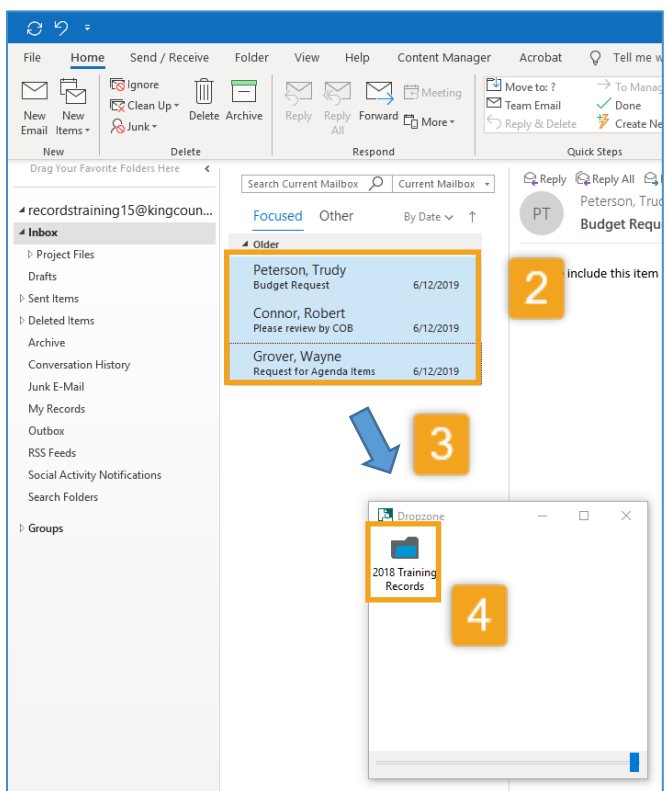 File Home Send / Receive Folder View Help Content Manager Acrobat Tell me
New Email
New Items
Ignore
Clean Up
Junk
Delete
Archive
Reply
Reply All
Forward
Meeting
More
Move to: ?
Team Email
Reply & Delete
To
Done
Create
New Delete Respond Quick Steps
Drag Your Favorite Folders Here
recordstraining15@kingcoun...
Inbox
Project Files
Drafts
Sent Items
Deleted Items
Archive
Conversation History
Junk E-Mail
My Records
Outbox
RSS Feeds
Social Activity Notifications
Search Folders
Groups
Search Current Mailbox Current Mailbox
Focused Other By Date
Older
Peterson, Trudy
Budget Request 6/12/2019
Connor, Robert
Please review by COB 6/12/2019
Grover, Wayne
Request for Agenda Items 6/12/2019
Reply Reply All
PT
Peterson,
Budget
include this item
2
3
Dropzone
2018 Training
Records
4